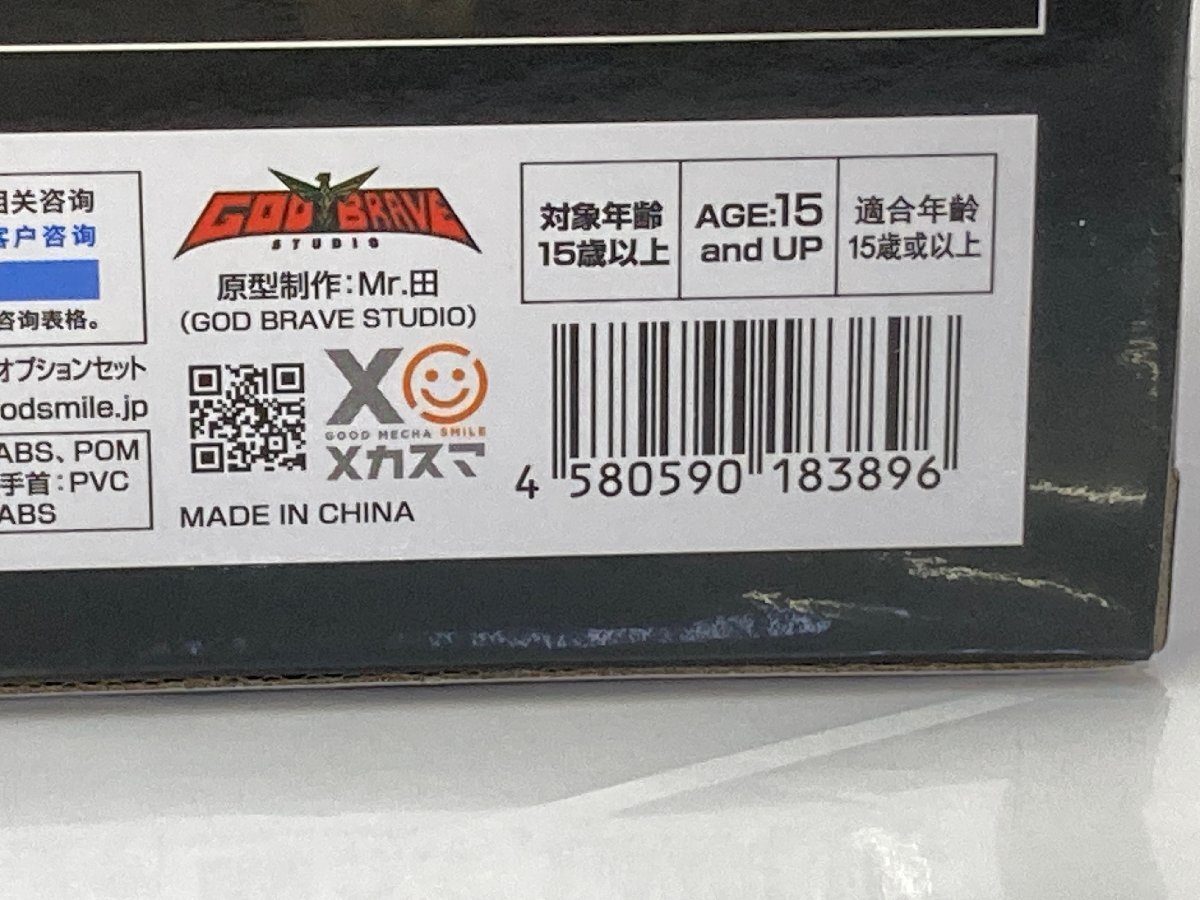 相关咨询
客户咨询
咨询表格。
オプションセット
odsmile.jp
ABS、POM
手首：PVC
ABS
GOD BRAVE
STUDIO
原型制作：Mr.田
(GOD BRAVE STUDIO)
GOOD MECHA SMILE
メカスマ
MADE IN CHINA
対象年齢
15歳以上
AGE:15
and UP
適合年齡
15歲或以上
4 580590 183896